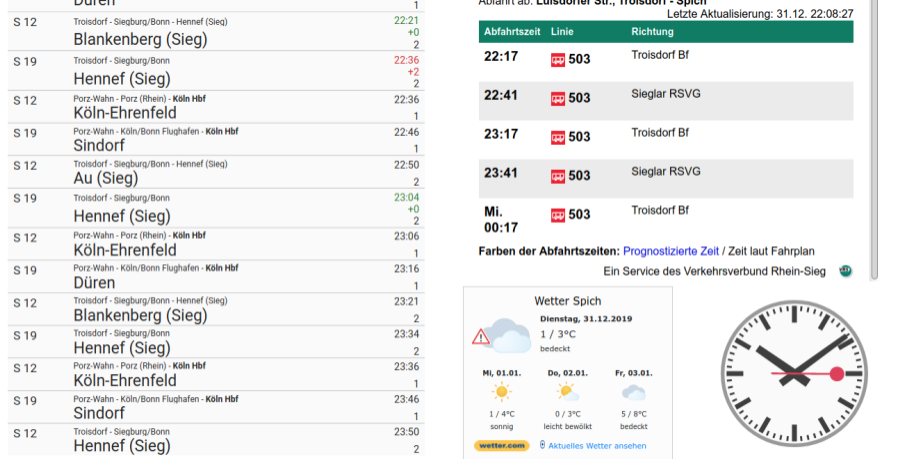 Düren
1
S 12
Troisdorf - Siegburg/Bonn - Hennef (Sieg)
22:21
Blankenberg (Sieg)
+0
2
S 19
Troisdorf - Siegburg/Bonn
22:36
Hennef (Sieg)
+2
2
S 12
Porz-Wahn - Porz (Rhein) - Köln Hbf
22:36
Köln-Ehrenfeld
1
S 19
Porz-Wahn - Köln/Bonn Flughafen - Köln Hbf
22:46
Sindorf
1
S 12
Troisdorf - Siegburg/Bonn - Hennef (Sieg)
22:50
Au (Sieg)
2
S 19
Troisdorf - Siegburg/Bonn
23:04
Hennef (Sieg)
+0
2
S 12
Porz-Wahn - Porz (Rhein) - Köln Hbf
23:06
Köln-Ehrenfeld
1
S 19
Porz-Wahn - Köln/Bonn Flughafen - Köln Hbf
23:16
Düren
1
S 12
Troisdorf - Siegburg/Bonn - Hennef (Sieg)
23:21
Blankenberg (Sieg)
2
S 19
Troisdorf - Siegburg/Bonn
23:34
Hennef (Sieg)
2
S 12
Porz-Wahn - Porz (Rhein) - Köln Hbf
23:36
Köln-Ehrenfeld
1
S 19
Porz-Wahn - Köln/Bonn Flughafen - Köln Hbf
23:46
Sindorf
1
S 12
Troisdorf - Siegburg/Bonn
23:50
Hennef (Sieg)
2
Abfahrt ab: Luisdorfer Str., Troisdorf - Spich
Letzte Aktualisierung: 31.12. 22:08:27
Abfahrtszeit Linie Richtung
22:17 503 Troisdorf Bf
22:41 503 Sieglar RSVG
23:17 503 Troisdorf Bf
23:41 503 Sieglar RSVG
Mi.
00:17 503 Troisdorf Bf
Farben der Abfahrtszeiten: Prognostizierte Zeit / Zeit laut Fahrplan
Ein Service des Verkehrsverbund Rhein-Sieg
Wetter Spich
Dienstag, 31.12.2019
1 / 3°C
bedeckt
Mi, 01.01. Do, 02.01. Fr, 03.01.
1 / 4°C 0 / 3°C 5 / 8°C
sonnig leicht bewölkt bedeckt
wetter.com Aktuelles Wetter ansehen